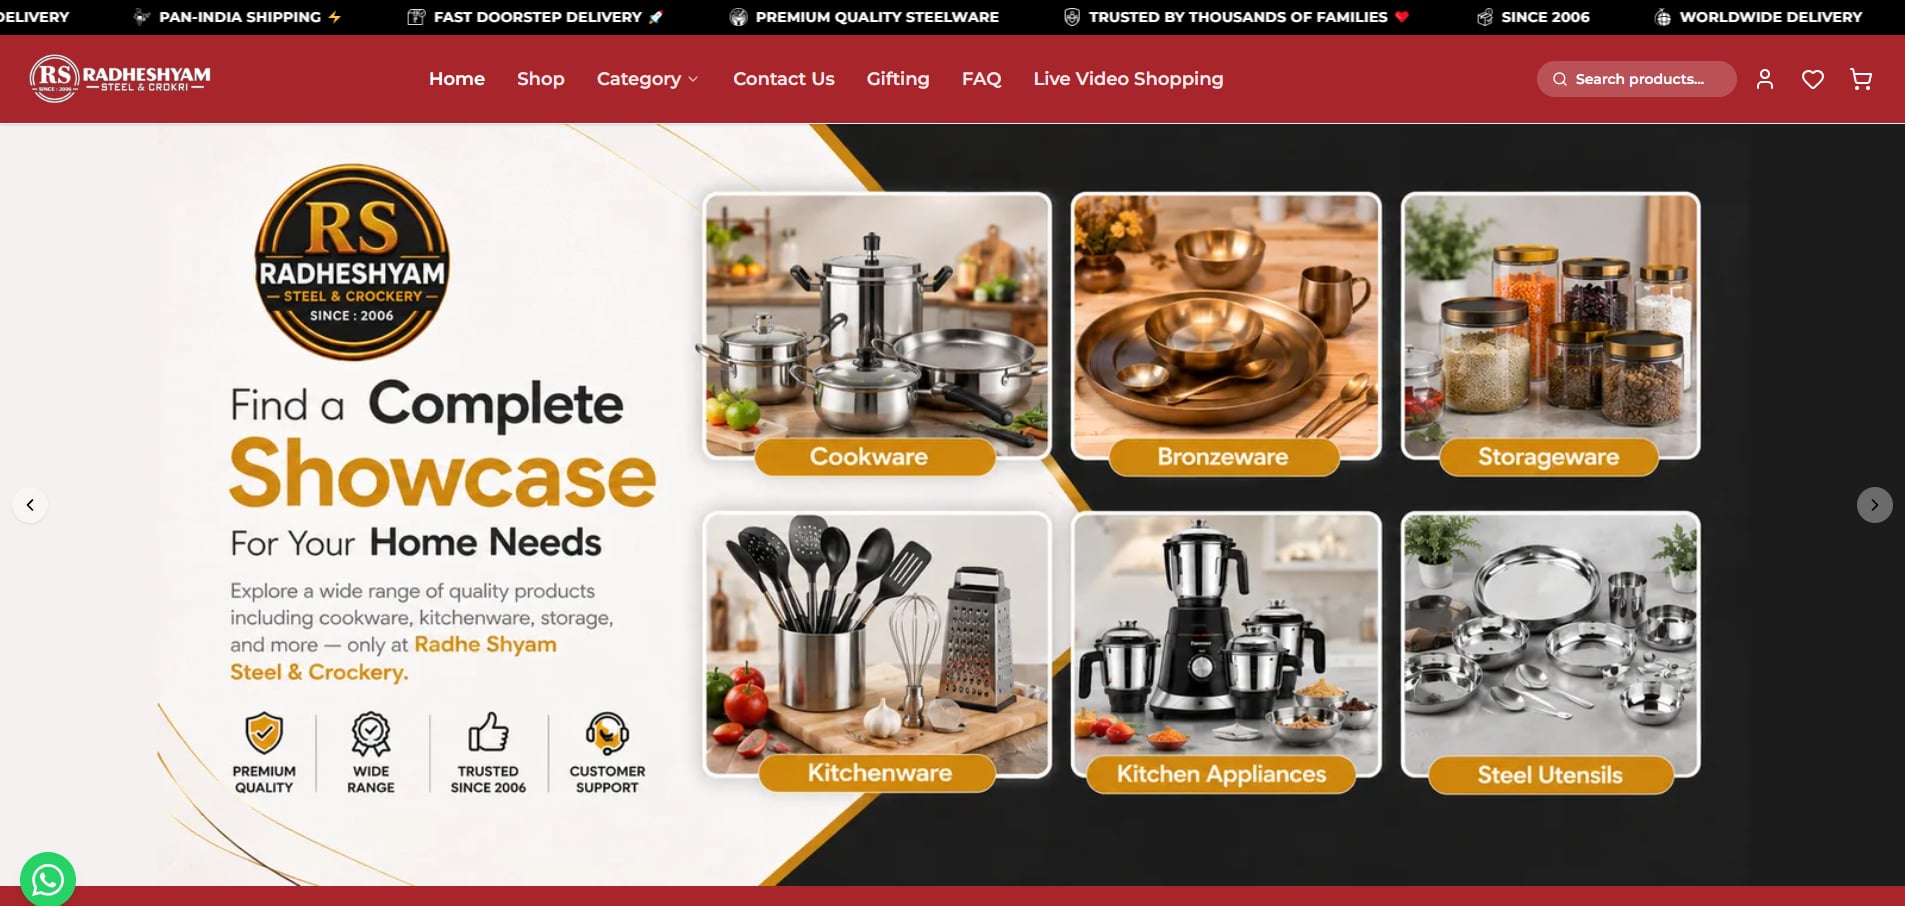 DELIVERY PAN-INDIA SHIPPING ⚡ FAST DOORSTEP DELIVERY 🚀 PREMIUM QUALITY STEELWARE TRUSTED BY THOUSANDS OF FAMILIES ❤️ SINCE 2006 WORLDWIDE DELIVERY
RS RADHESHYAM
SINCE : 2006 STEEL & CROKRI
Home Shop Category Contact Us Gifting FAQ Live Video Shopping Search products...
RS
RADHESHYAM
STEEL & CROCKERY
SINCE : 2006
Find a Complete
Showcase
For Your Home Needs
Explore a wide range of quality products
including cookware, kitchenware, storage,
and more — only at Radhe Shyam
Steel & Crockery.
PREMIUM
QUALITY
WIDE
RANGE
TRUSTED
SINCE 2006
CUSTOMER
SUPPORT
Cookware
Bronzeware
Storageware
Kitchenware
Kitchen Appliances
Steel Utensils